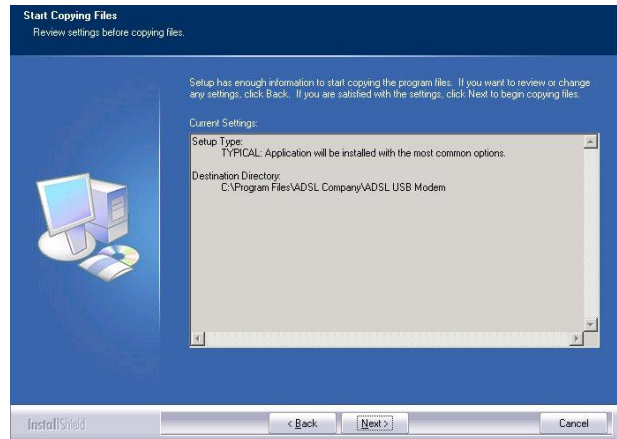 Start Copying Files
Review settings before copying files.
Setup has enough information to start copying the program files. If you want to review or change
any settings, click Back. If you are satisfied with the settings, click Next to begin copying files.
Current Settings:
Setup Type:
TYPICAL: Application will be installed with the most common options.
Destination Directory:
C:\Program Files\ADSL Company\ADSL USB Modem
InstallShield
< Back
Next >
Cancel